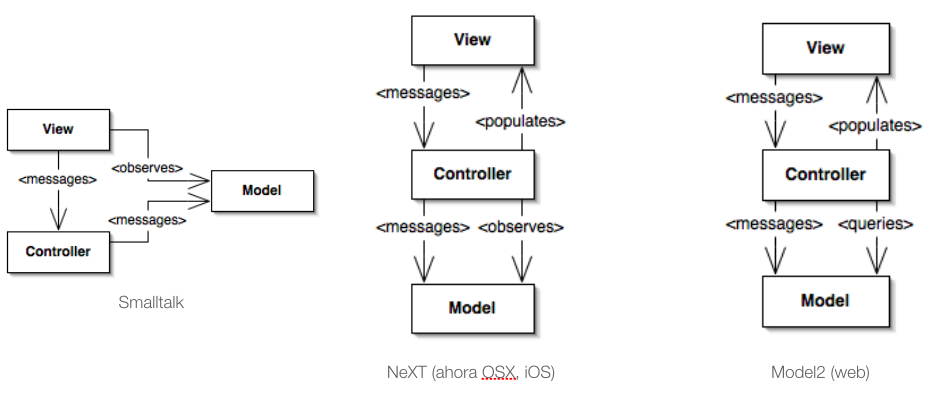 View
<messages>
<observes>
Model
<messages>
Controller
Smalltalk
View
<messages>
<populates>
Controller
<messages> <observes>
Model
NeXT (ahora OSX, iOS)
View
<messages>
<populates>
Controller
<messages> <queries>
Model
Model2 (web)